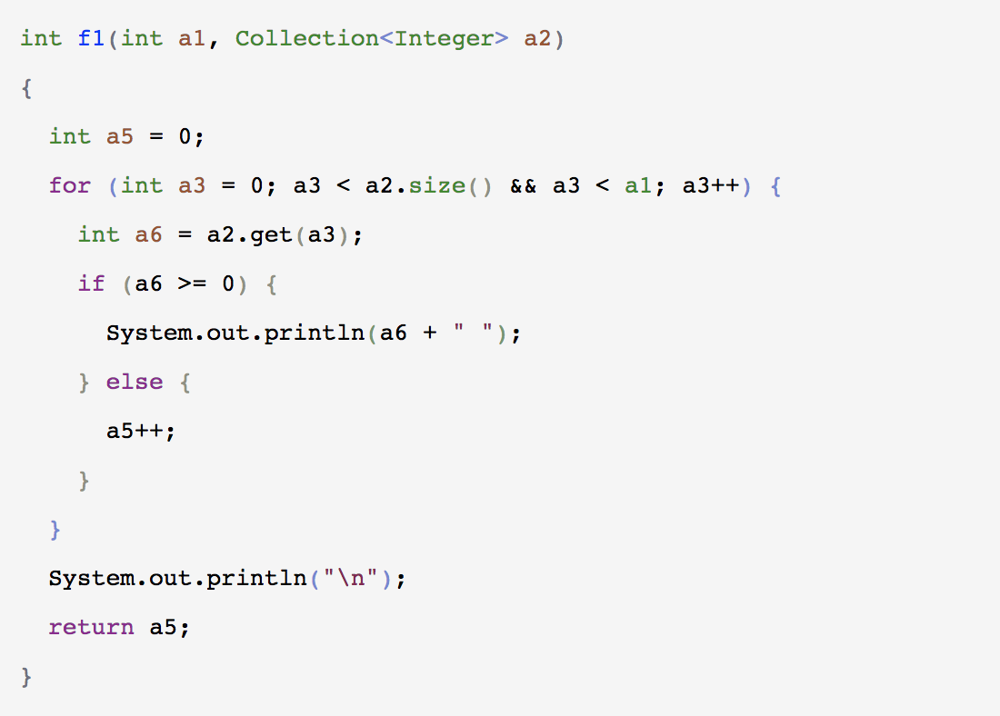 int f1(int a1, Collection<Integer> a2)
{
  int a5 = 0;
  for (int a3 = 0; a3 < a2.size() && a3 < a1; a3++) {
    int a6 = a2.get(a3);
    if (a6 >= 0) {
      System.out.println(a6 + " ");
    } else {
      a5++;
    }
  }
  System.out.println("\n");
  return a5;
}